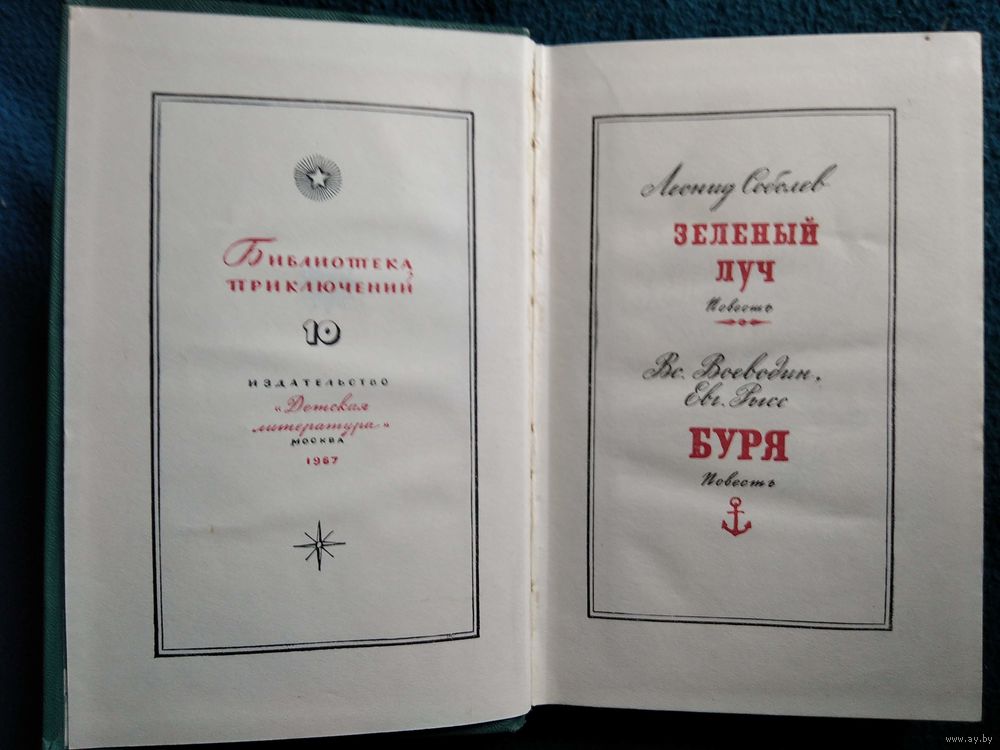 Библиотека
приключений
10
ИЗДАТЕЛЬСТВО
«Детская
литература»
МОСКВА
1967
Леонид Соболев
ЗЕЛЕНЫЙ
ЛУЧ
Повесть
Вс. Воеводин,
Евг. Рысс
БУРЯ
Повесть
www.ay.by